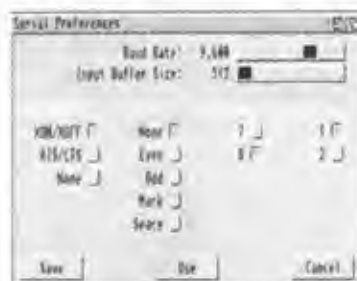 Serial Preferences
Baud Rate: 9,600
Input Buffer Size: 512
XON/XOFF None 7 1
RTS/CTS Even 8 2
None Odd
Mark
Space
Save Use Cancel